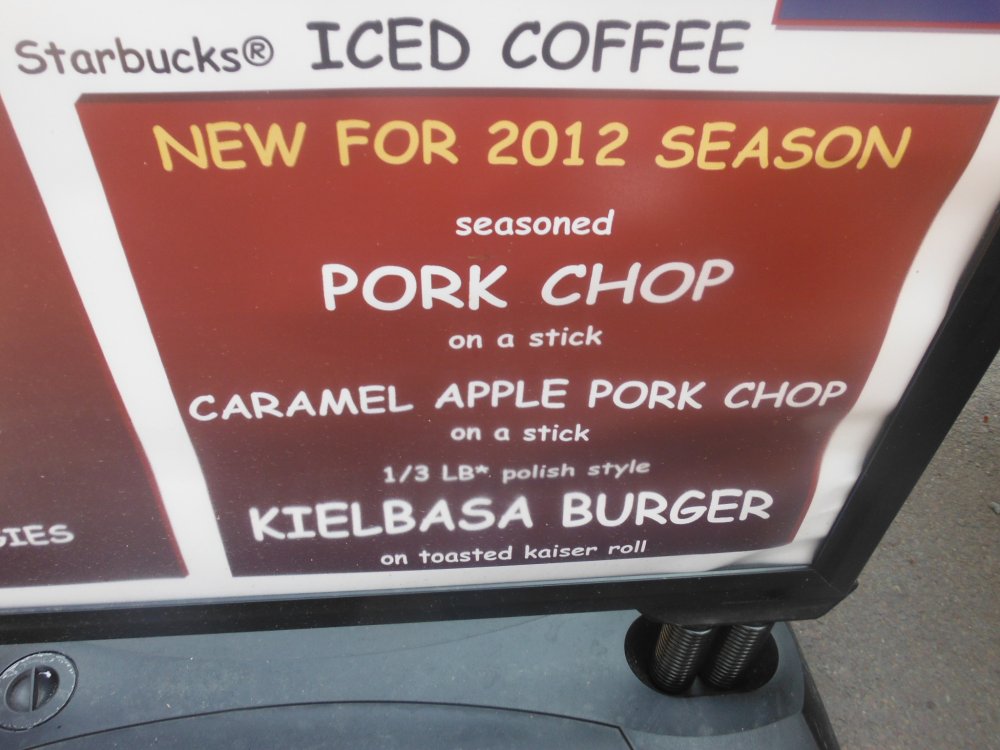 Starbucks® ICED COFFEE
NEW FOR 2012 SEASON
seasoned
PORK CHOP
on a stick
CARAMEL APPLE PORK CHOP
on a stick
1/3 LB* polish style
KIELBASA BURGER
on toasted kaiser roll